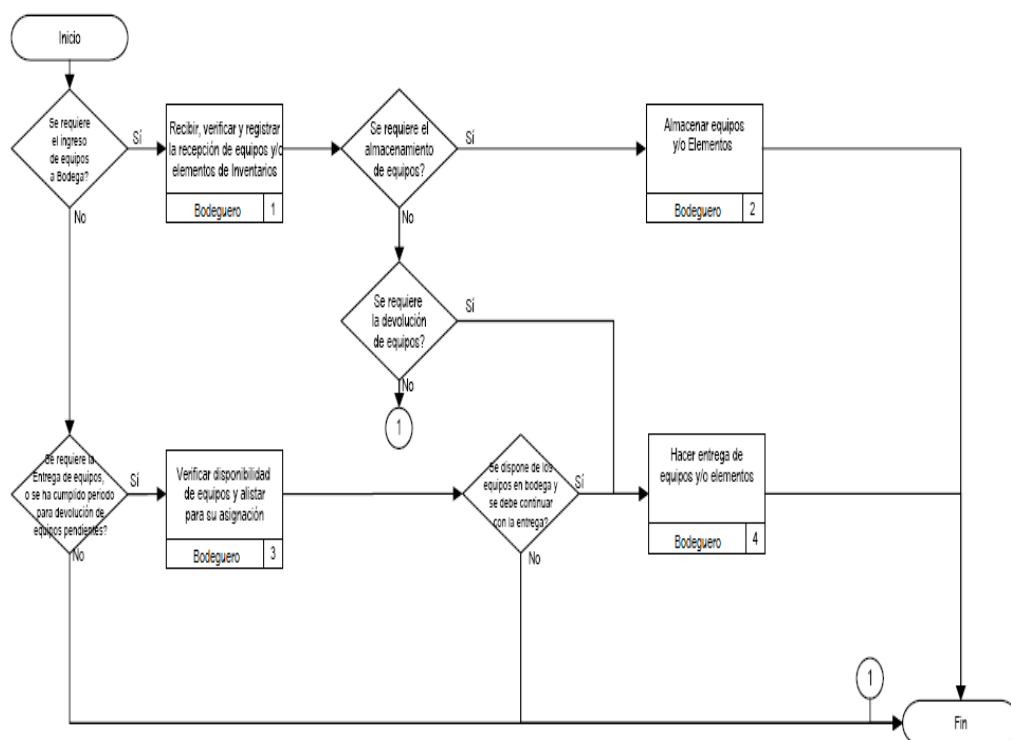 Inicio
Se requiere
el ingreso
de equipos
a Bodega?
Sí
No
Recibir, verificar y registrar
la recepción de equipos y/o
elementos de Inventarios
Bodeguero
1
Se requiere el
almacenamiento
de equipos?
Sí
No
Almacenar equipos
y/o Elementos
Bodeguero
2
Se requiere
la devolución
de equipos?
Sí
No
1
Se requiere la
Entrega de equipos,
o se ha cumplido periodo
para devolución de
equipos pendientes?
Sí
No
Verificar disponibilidad
de equipos y alistar
para su asignación
Bodeguero
3
Se dispone de los
equipos en bodega y
se debe continuar
con la entrega?
Sí
No
Hacer entrega de
equipos y/o elementos
Bodeguero
4
1
Fin